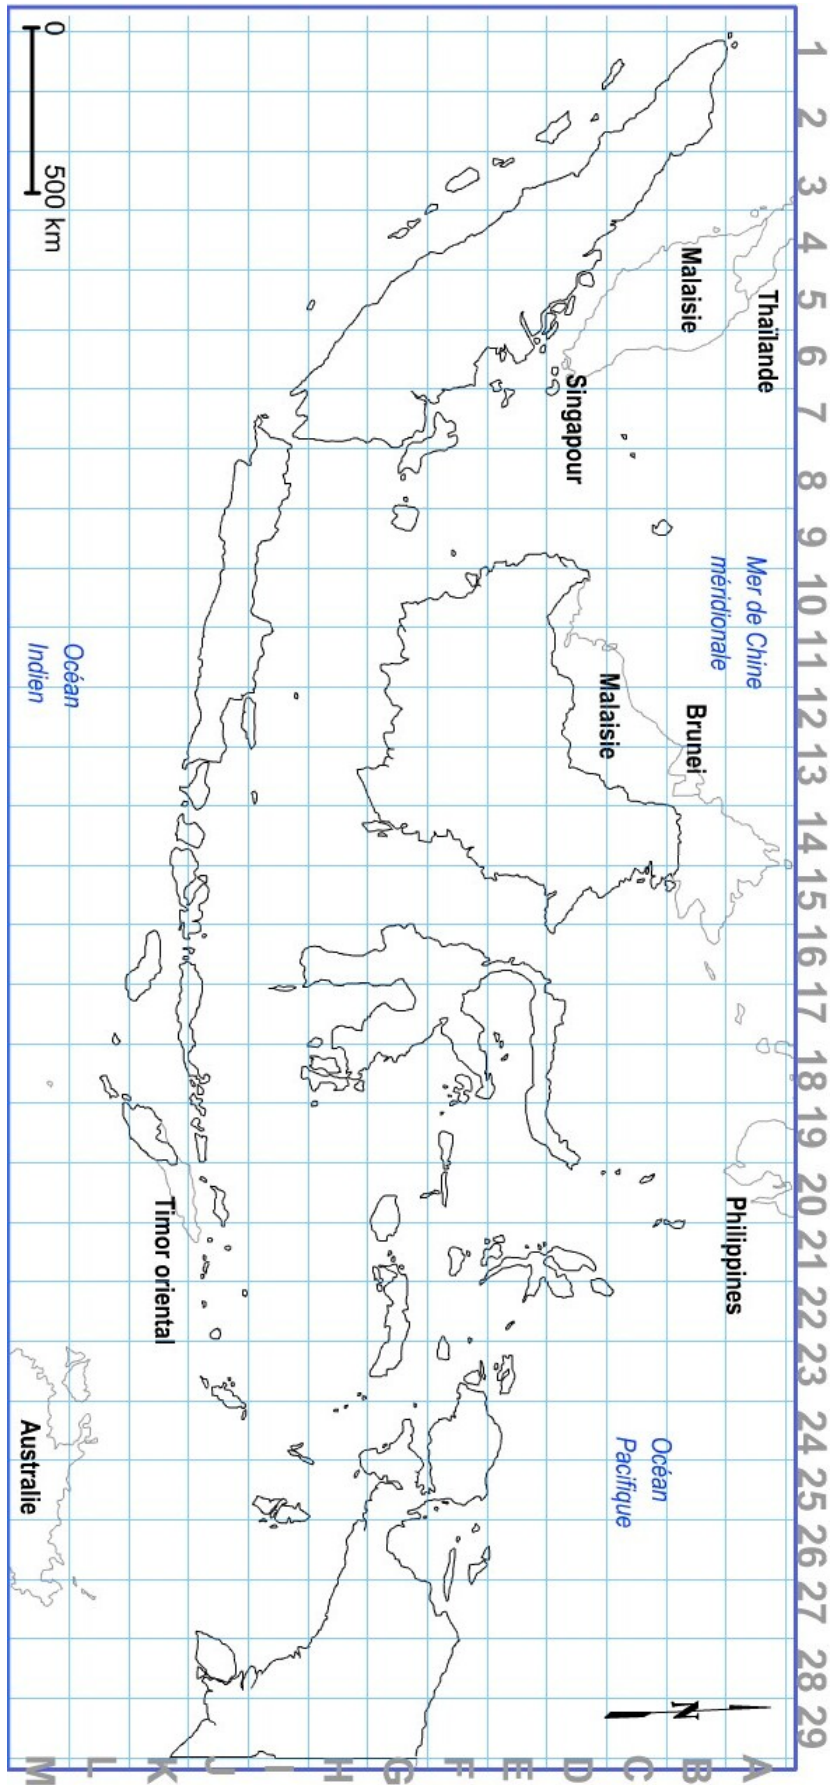 1 2 3 4 5 6 7 8 9 10 11 12 13 14 15 16 17 18 19 20 21 22 23 24 25 26 27 28 29
A
B
C
D
E
F
G
H
I
J
K
L
M
Thaïlande
Malaisie
Singapour
Mer de Chine
méridionale
Brunei
Malaisie
Philippines
Océan
Pacifique
N
Océan
Indien
Timor oriental
Australie
0 500 km